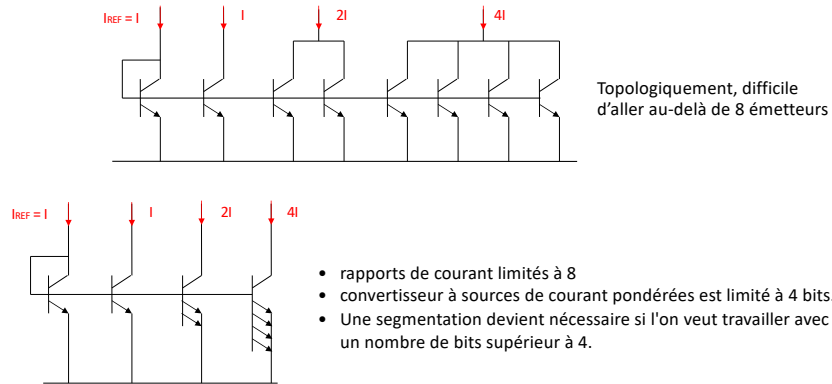 IREF = I I 2I 4I
Topologiquement, difficile
d'aller au-delà de 8 émetteurs
IREF = I I 2I 4I
• rapports de courant limités à 8
• convertisseur à sources de courant pondérées est limité à 4 bits.
• Une segmentation devient nécessaire si l'on veut travailler avec
un nombre de bits supérieur à 4.